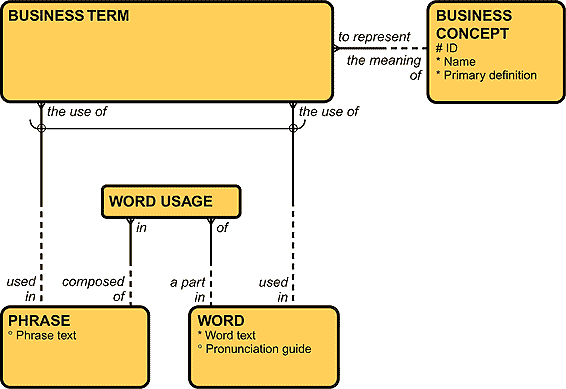 BUSINESS TERM
BUSINESS
CONCEPT
# ID
* Name
* Primary definition
to represent
the meaning
of
the use of
the use of
WORD USAGE
in
of
used
in
composed
of
a part
in
used
in
PHRASE
° Phrase text
WORD
* Word text
° Pronunciation guide